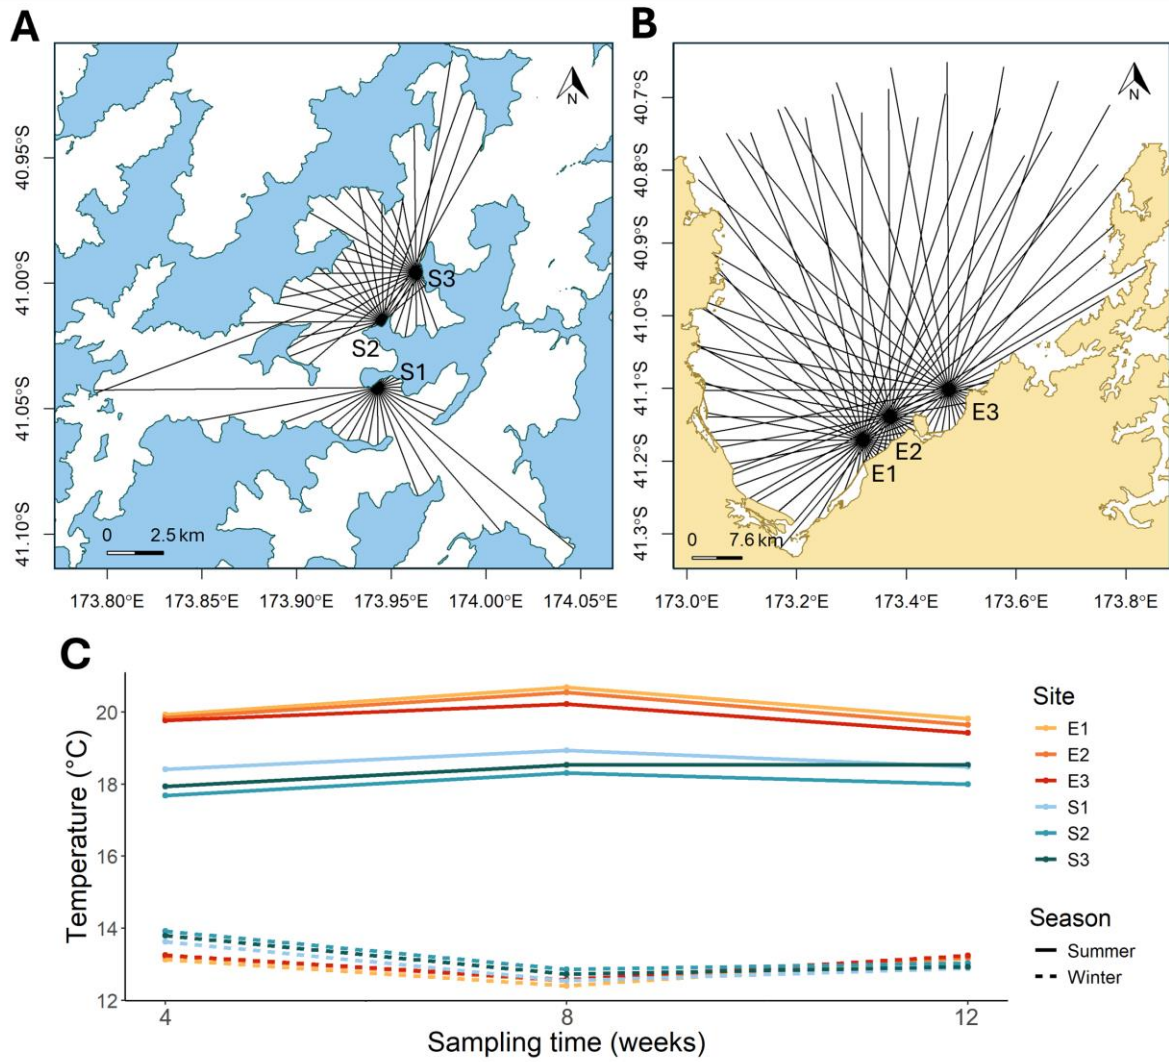 A
N
40.95°S
41.00°S
41.05°S
41.10°S
S3
S2
S1
0 2.5 km
173.80°E 173.85°E 173.90°E 173.95°E 174.00°E 174.05°E
B
N
40.7°S
40.8°S
40.9°S
41.0°S
41.1°S
41.2°S
41.3°S
E3
E2
E1
0 7.6 km
173.0°E 173.2°E 173.4°E 173.6°E 173.8°E
C
Temperature (°C)
20
18
16
14
12
4 8 12
Sampling time (weeks)
Site
E1
E2
E3
S1
S2
S3
Season
Summer
Winter